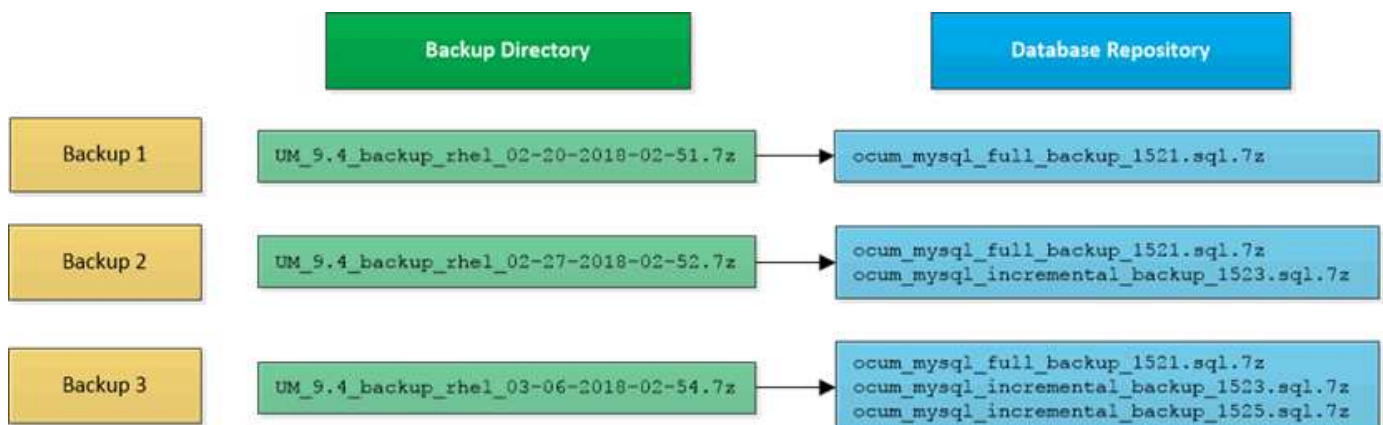 Backup Directory
Database Repository
Backup 1
UM_9.4_backup_rhel_02-20-2018-02-51.7z
ocum_mysql_full_backup_1521.sql.7z
Backup 2
UM_9.4_backup_rhel_02-27-2018-02-52.7z
ocum_mysql_full_backup_1521.sql.7z
ocum_mysql_incremental_backup_1523.sql.7z
Backup 3
UM_9.4_backup_rhel_03-06-2018-02-54.7z
ocum_mysql_full_backup_1521.sql.7z
ocum_mysql_incremental_backup_1523.sql.7z
ocum_mysql_incremental_backup_1525.sql.7z